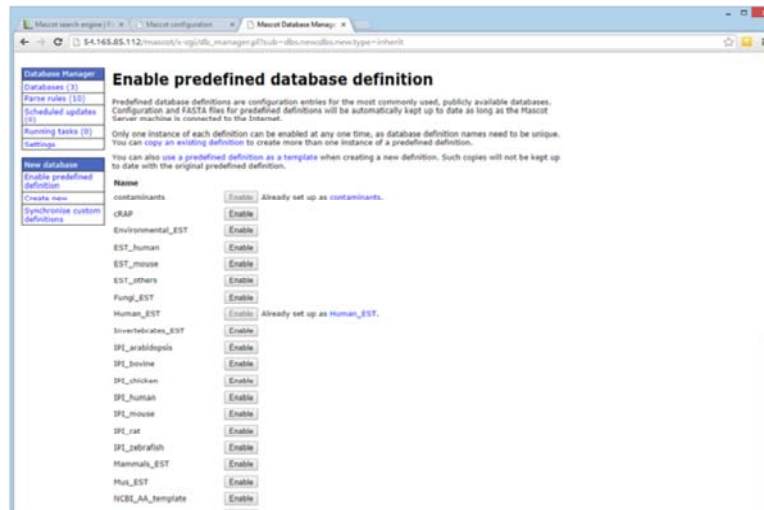 Mascot search engine | Fr
Mascot configuration
Mascot Database Manage
54.165.85.112/mascot/x-cgi/db_manager.pl?sub=dbs.newdbs.new.type=inherit
Database Manager
Databases (3)
Parse rules (10)
Scheduled updates (0)
Running tasks (0)
Settings
New database
Enable predefined definition
Create new
Synchronise custom definitions
Enable predefined database definition
Predefined database definitions are configuration entries for the most commonly used, publicly available databases.
Configuration and FASTA files for predefined definitions will be automatically kept up to date as long as the Mascot
Server machine is connected to the Internet.
Only one instance of each definition can be enabled at any one time, as database definition names need to be unique.
You can copy an existing definition to create more than one instance of a predefined definition.
You can also use a predefined definition as a template when creating a new definition. Such copies will not be kept up
to date with the original predefined definition.
Name
contaminants Enable Already set up as contaminants.
cRAP Enable
Environmental_EST Enable
EST_human Enable
EST_mouse Enable
EST_others Enable
Fungi_EST Enable
Human_EST Enable Already set up as Human_EST.
Invertebrates_EST Enable
IPI_arabidopsis Enable
IPI_bovine Enable
IPI_chicken Enable
IPI_human Enable
IPI_mouse Enable
IPI_rat Enable
IPI_zebrafish Enable
Mammals_EST Enable
Mus_EST Enable
NCBI_AA_template Enable